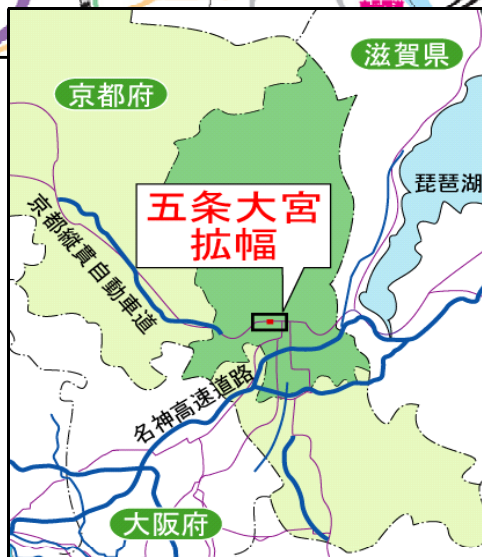 滋賀県
京都府
琵琶湖
五条大宮
拡幅
京都縦貫自動車道
名神高速道路
大阪府